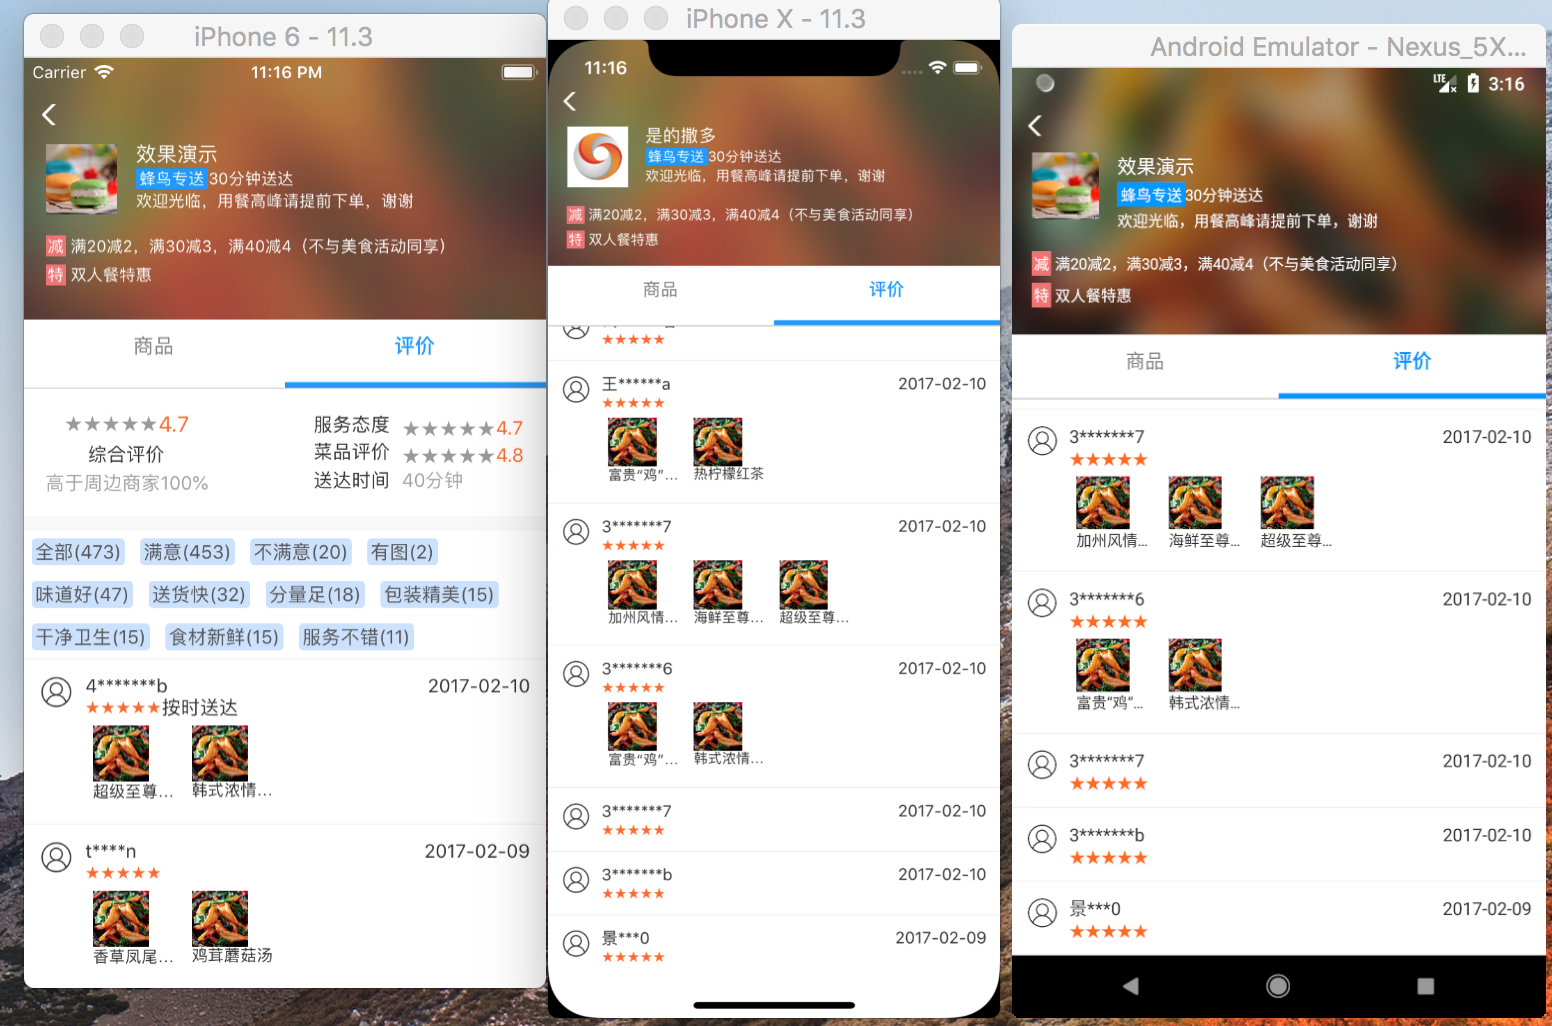 iPhone 6 - 11.3
Carrier
11:16 PM
效果演示
蜂鸟专送30分钟送达
欢迎光临，用餐高峰请提前下单，谢谢
减 满20减2，满30减3，满40减4（不与美食活动同享）
特 双人餐特惠
商品
评价
★★★★★4.7
综合评价
高于周边商家100%
服务态度 ★★★★★4.7
菜品评价 ★★★★★4.8
送达时间 40分钟
全部(473) 满意(453) 不满意(20) 有图(2)
味道好(47) 送货快(32) 分量足(18) 包装精美(15)
干净卫生(15) 食材新鲜(15) 服务不错(11)
4*******b 2017-02-10
★★★★★按时送达
超级至尊... 韩式浓情...
t****n 2017-02-09
★★★★★
香草凤尾... 鸡茸蘑菇汤
iPhone X - 11.3
11:16
是的撒多
蜂鸟专送30分钟送达
欢迎光临，用餐高峰请提前下单，谢谢
减 满20减2，满30减3，满40减4（不与美食活动同享）
特 双人餐特惠
商品
评价
★★★★★
王******a 2017-02-10
★★★★★
富贵“鸡”... 热柠檬红茶
3*******7 2017-02-10
★★★★★
加州风情... 海鲜至尊... 超级至尊...
3*******6 2017-02-10
★★★★★
富贵“鸡”... 韩式浓情...
3*******7 2017-02-10
★★★★★
3*******b 2017-02-10
★★★★★
景***0 2017-02-09
★★★★★
Android Emulator - Nexus_5X...
LTE 3:16
效果演示
蜂鸟专送30分钟送达
欢迎光临，用餐高峰请提前下单，谢谢
减 满20减2，满30减3，满40减4（不与美食活动同享）
特 双人餐特惠
商品
评价
3*******7 2017-02-10
★★★★★
加州风情... 海鲜至尊... 超级至尊...
3*******6 2017-02-10
★★★★★
富贵“鸡”... 韩式浓情...
3*******7 2017-02-10
★★★★★
3*******b 2017-02-10
★★★★★
景***0 2017-02-09
★★★★★